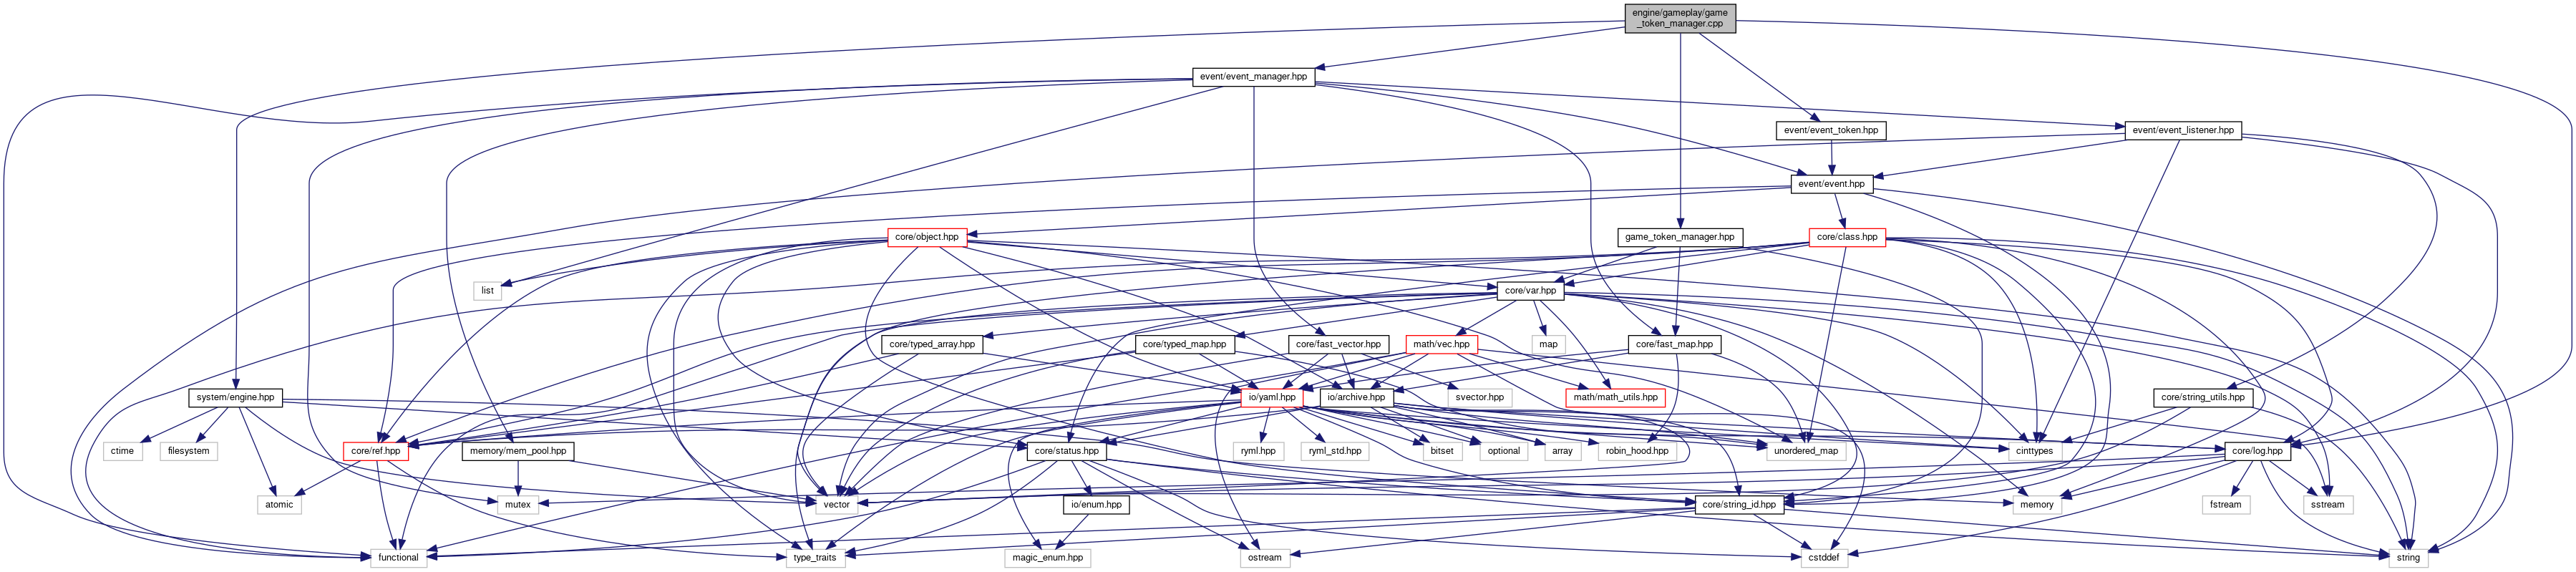 engine/gameplay/game
_token_manager.cpp
event/event_manager.hpp
event/event_token.hpp
event/event_listener.hpp
event/event.hpp
core/object.hpp
game_token_manager.hpp
core/class.hpp
list
core/var.hpp
core/typed_array.hpp
core/typed_map.hpp
core/fast_vector.hpp
math/vec.hpp
map
core/fast_map.hpp
system/engine.hpp
io/yaml.hpp
io/archive.hpp
svector.hpp
math/math_utils.hpp
core/string_utils.hpp
ctime
filesystem
core/ref.hpp
memory/mem_pool.hpp
core/status.hpp
ryml.hpp
ryml_std.hpp
bitset
optional
array
robin_hood.hpp
unordered_map
cinttypes
core/log.hpp
atomic
mutex
vector
io/enum.hpp
core/string_id.hpp
memory
fstream
sstream
functional
type_traits
magic_enum.hpp
ostream
cstddef
string